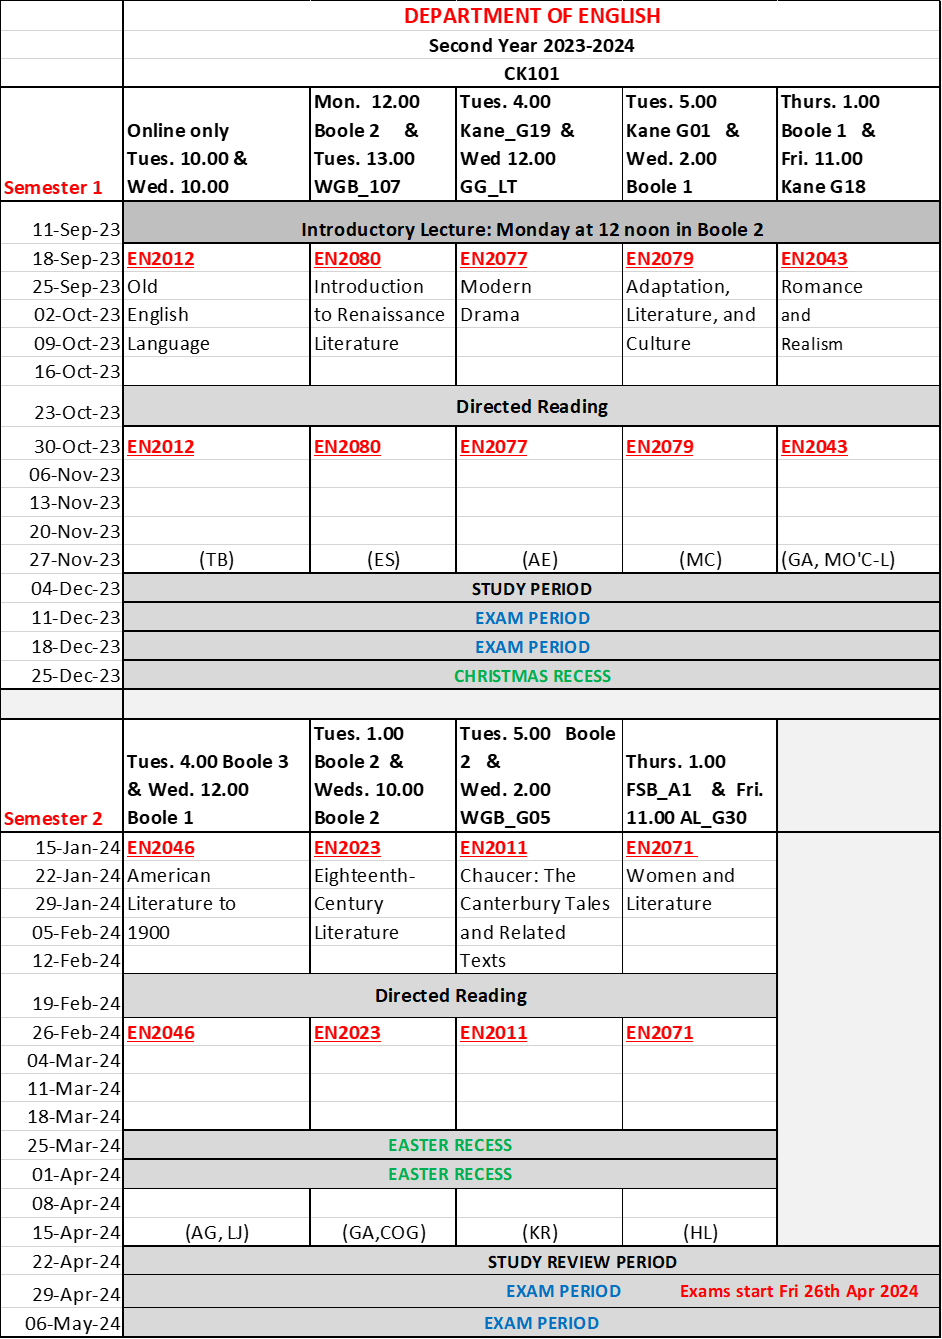 DEPARTMENT OF ENGLISH
Second Year 2023-2024
CK101
Semester 1
Online only
Tues. 10.00 &
Wed. 10.00
Mon. 12.00
Boole 2 &
Tues. 13.00
WGB_107
Tues. 4.00
Kane_G19 &
Wed 12.00
GG_LT
Tues. 5.00
Kane G01 &
Wed. 2.00
Boole 1
Thurs. 1.00
Boole 1 &
Fri. 11.00
Kane G18
11-Sep-23 Introductory Lecture: Monday at 12 noon in Boole 2
18-Sep-23 EN2012 EN2080 EN2077 EN2079 EN2043
25-Sep-23 Old Introduction Modern Adaptation, Romance
02-Oct-23 English to Renaissance Drama Literature, and and
09-Oct-23 Language Literature Culture Realism
16-Oct-23
23-Oct-23 Directed Reading
30-Oct-23 EN2012 EN2080 EN2077 EN2079 EN2043
06-Nov-23
13-Nov-23
20-Nov-23
27-Nov-23 (TB) (ES) (AE) (MC) (GA, MO'C-L)
04-Dec-23 STUDY PERIOD
11-Dec-23 EXAM PERIOD
18-Dec-23 EXAM PERIOD
25-Dec-23 CHRISTMAS RECESS
Semester 2
Tues. 4.00 Boole 3
& Wed. 12.00
Boole 1
Tues. 1.00
Boole 2 &
Weds. 10.00
Boole 2
Tues. 5.00 Boole
2 &
Wed. 2.00
WGB_G05
Thurs. 1.00
FSB_A1 & Fri.
11.00 AL_G30
15-Jan-24 EN2046 EN2023 EN2011 EN2071
22-Jan-24 American Eighteenth- Chaucer: The Women and
29-Jan-24 Literature to Century Canterbury Tales Literature
05-Feb-24 1900 Literature and Related
12-Feb-24 Texts
19-Feb-24 Directed Reading
26-Feb-24 EN2046 EN2023 EN2011 EN2071
04-Mar-24
11-Mar-24
18-Mar-24
25-Mar-24 EASTER RECESS
01-Apr-24 EASTER RECESS
08-Apr-24
15-Apr-24 (AG, LJ) (GA,COG) (KR) (HL)
22-Apr-24 STUDY REVIEW PERIOD
29-Apr-24 EXAM PERIOD Exams start Fri 26th Apr 2024
06-May-24 EXAM PERIOD